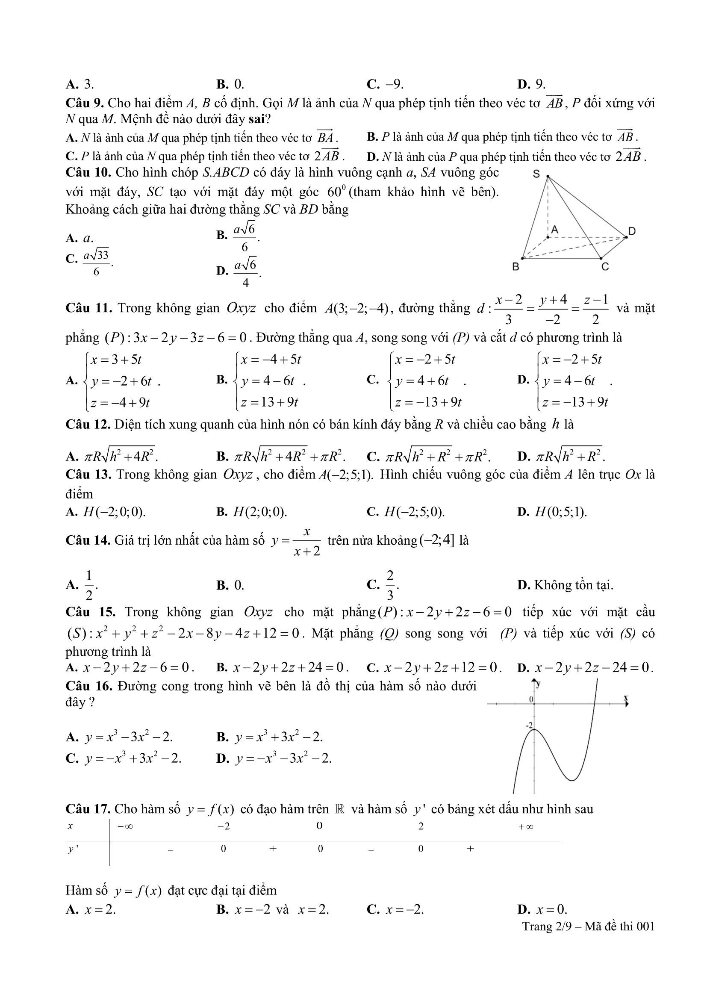 A. 3. B. 0. C. −9. D. 9.
Câu 9. Cho hai điểm A, B cố định. Gọi M là ảnh của N qua phép tịnh tiến theo véc tơ $\overrightarrow{AB}$, P đối xứng với
N qua M. Mệnh đề nào dưới đây sai?
A. N là ảnh của M qua phép tịnh tiến theo véc tơ $\overrightarrow{BA}$. B. P là ảnh của M qua phép tịnh tiến theo véc tơ $\overrightarrow{AB}$.
C. P là ảnh của N qua phép tịnh tiến theo véc tơ $2\overrightarrow{AB}$. D. N là ảnh của P qua phép tịnh tiến theo véc tơ $2\overrightarrow{AB}$.
Câu 10. Cho hình chóp S.ABCD có đáy là hình vuông cạnh a, SA vuông góc
với mặt đáy, SC tạo với mặt đáy một góc $60^0$ (tham khảo hình vẽ bên).
Khoảng cách giữa hai đường thẳng SC và BD bằng
A. a. B. $\frac{a\sqrt{6}}{6}$.
C. $\frac{a\sqrt{33}}{6}$. D. $\frac{a\sqrt{6}}{4}$.
S
A
D
B
C
Câu 11. Trong không gian Oxyz cho điểm A(3;−2;−4), đường thẳng $d:\frac{x-2}{3}=\frac{y+4}{-2}=\frac{z-1}{2}$ và mặt
phẳng (P): 3x − 2y − 3z − 6 = 0. Đường thẳng qua A, song song với (P) và cắt d có phương trình là
A. $\begin{cases} x=3+5t \\ y=-2+6t \\ z=-4+9t \end{cases}$. B. $\begin{cases} x=-4+5t \\ y=4-6t \\ z=13+9t \end{cases}$. C. $\begin{cases} x=-2+5t \\ y=4+6t \\ z=-13+9t \end{cases}$. D. $\begin{cases} x=-2+5t \\ y=4-6t \\ z=-13+9t \end{cases}$.
Câu 12. Diện tích xung quanh của hình nón có bán kính đáy bằng R và chiều cao bằng h là
A. $\pi R\sqrt{h^2+4R^2}$. B. $\pi R\sqrt{h^2+4R^2}+\pi R^2$. C. $\pi R\sqrt{h^2+R^2}+\pi R^2$. D. $\pi R\sqrt{h^2+R^2}$.
Câu 13. Trong không gian Oxyz , cho điểm A(−2;5;1). Hình chiếu vuông góc của điểm A lên trục Ox là
điểm
A. H(−2;0;0). B. H(2;0;0). C. H(−2;5;0). D. H(0;5;1).
Câu 14. Giá trị lớn nhất của hàm số $y=\frac{x}{x+2}$ trên nửa khoảng (−2;4] là
A. $\frac{1}{2}$. B. 0. C. $\frac{2}{3}$. D. Không tồn tại.
Câu 15. Trong không gian Oxyz cho mặt phẳng (P): x − 2y + 2z − 6 = 0 tiếp xúc với mặt cầu
$(S): x^2+y^2+z^2-2x-8y-4z+12=0$. Mặt phẳng (Q) song song với (P) và tiếp xúc với (S) có
phương trình là
A. x − 2y + 2z − 6 = 0. B. x − 2y + 2z + 24 = 0. C. x − 2y + 2z + 12 = 0. D. x − 2y + 2z − 24 = 0.
Câu 16. Đường cong trong hình vẽ bên là đồ thị của hàm số nào dưới
đây ?
A. $y=x^3-3x^2-2$. B. $y=x^3+3x^2-2$.
C. $y=-x^3+3x^2-2$. D. $y=-x^3-3x^2-2$.
y
0
x
-2
Câu 17. Cho hàm số y = f(x) có đạo hàm trên ℝ và hàm số y' có bảng xét dấu như hình sau
x −∞ −2 0 2 +∞
y' − 0 + 0 − 0 +
Hàm số y = f(x) đạt cực đại tại điểm
A. x = 2. B. x = −2 và x = 2. C. x = −2. D. x = 0.
Trang 2/9 – Mã đề thi 001